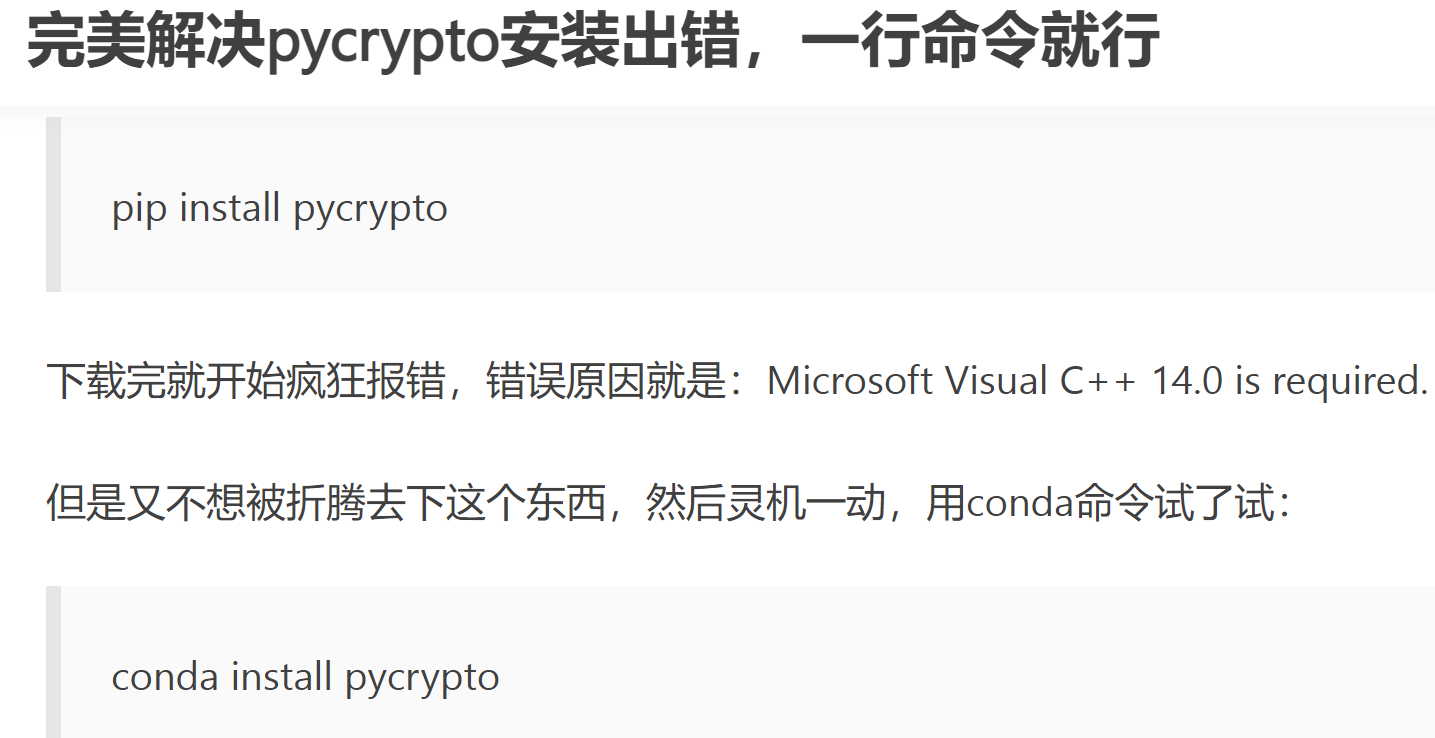 完美解决pycrypto安装出错，一行命令就行
pip install pycrypto
下载完就开始疯狂报错，错误原因就是：Microsoft Visual C++ 14.0 is required.
但是又不想被折腾去下这个东西，然后灵机一动，用conda命令试了试：
conda install pycrypto